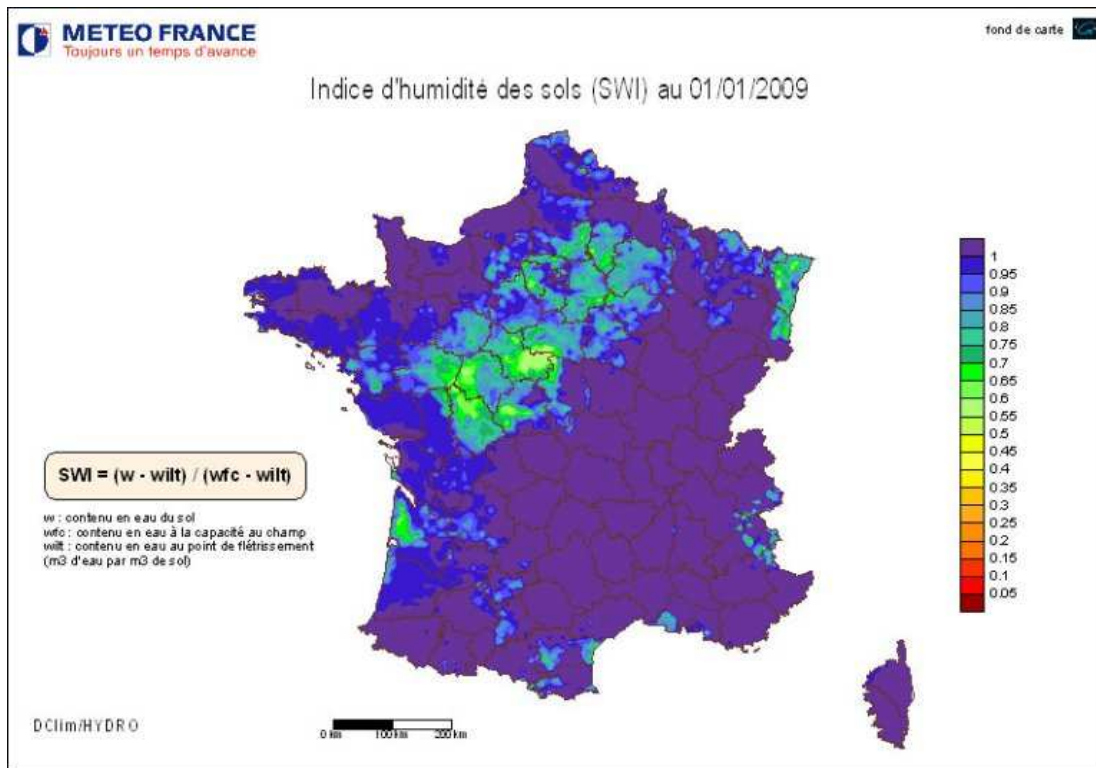 METEO FRANCE
Toujours un temps d'avance
fond de carte
Indice d'humidité des sols (SWI) au 01/01/2009
1
0.95
0.9
0.85
0.8
0.75
0.7
0.65
0.6
0.55
0.5
0.45
0.4
0.35
0.3
0.25
0.2
0.15
0.1
0.05
SWI = (w - wilt) / (wfc - wilt)
w : contenu en eau du sol
wfc : contenu en eau à la capacité au champ
wilt : contenu en eau au point de flétrissement
(m3 d'eau par m3 de sol)
DClim/HYDRO
0 km 100 km 200 km